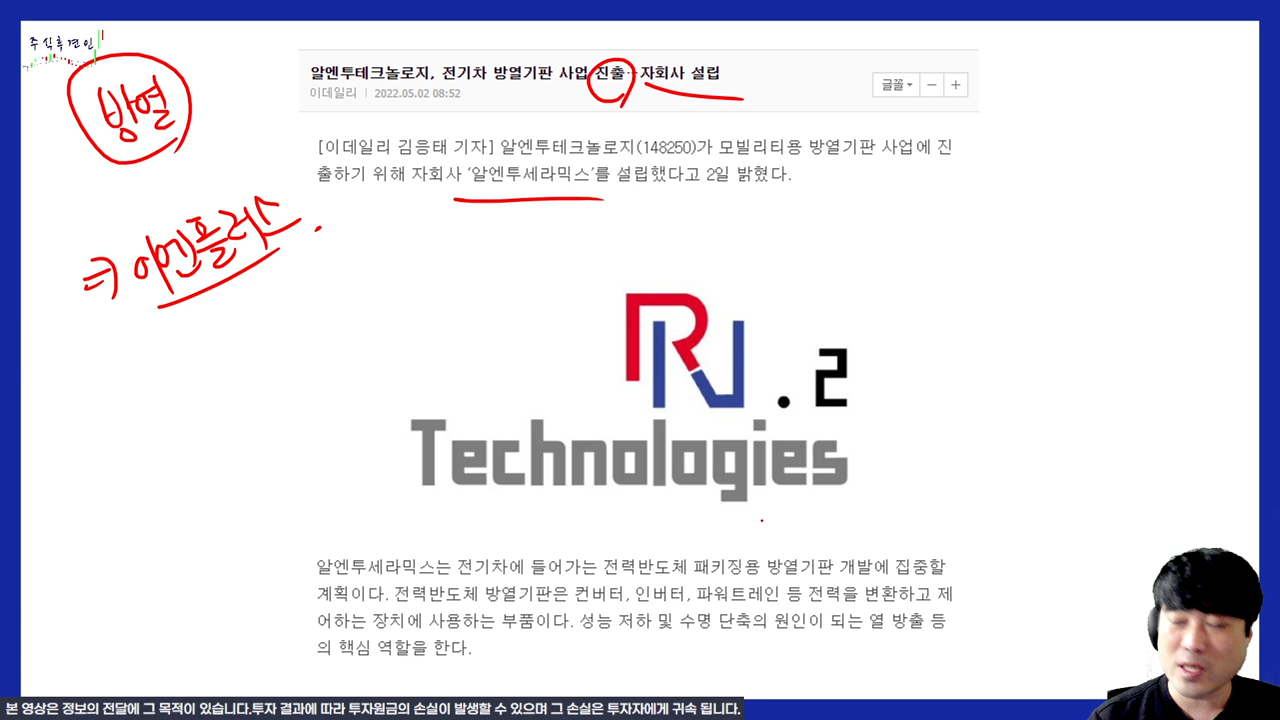 주식후견인
방열
이엔플러스
알엔투테크놀로지, 전기차 방열기판 사업 진출…자회사 설립
이데일리 | 2022.05.02 08:52
글꼴 - +
[이데일리 김응태 기자] 알엔투테크놀로지(148250)가 모빌리티용 방열기판 사업에 진
출하기 위해 자회사 ‘알엔투세라믹스’를 설립했다고 2일 밝혔다.
RN.2
Technologies
알엔투세라믹스는 전기차에 들어가는 전력반도체 패키징용 방열기판 개발에 집중할
계획이다. 전력반도체 방열기판은 컨버터, 인버터, 파워트레인 등 전력을 변환하고 제
어하는 장치에 사용하는 부품이다. 성능 저하 및 수명 단축의 원인이 되는 열 방출 등
의 핵심 역할을 한다.
본 영상은 정보의 전달에 그 목적이 있습니다.투자 결과에 따라 투자원금의 손실이 발생할 수 있으며 그 손실은 투자자에게 귀속 됩니다.